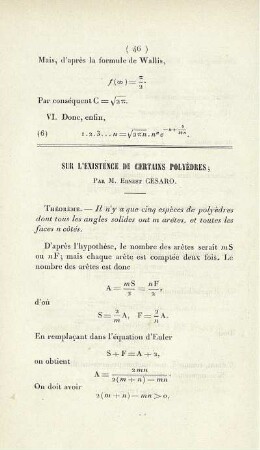 ( 46 )
Mais, d'après la formule de Wallis,
f(∞) = π/2.
Par conséquent C = √2π.
VI. Donc, enfin,
(6) 1.2.3...n = √2πn.nⁿ e^(-n+
SUR L'EXISTENCE DE CERTAINS POLYÈDRES;
PAR M. ERNEST CESARO.
THÉORÈME. — Il n'y a que cinq espèces de polyèdres
dont tous les angles solides ont m arêtes, et toutes les
faces n côtés.
D'après l'hypothèse, le nombre des arêtes serait mS
ou nF; mais chaque arête est comptée deux fois. Le
nombre des arêtes est donc
A = mS/2 = nF/2.
d'où
S = 2/m A, F = 2/n A.
En remplaçant dans l'équation d'Euler
S + F = A + 2,
on obtient
A = 2mn/2(m + n) − mn.
On doit avoir
2(m + n) − mn > 0,